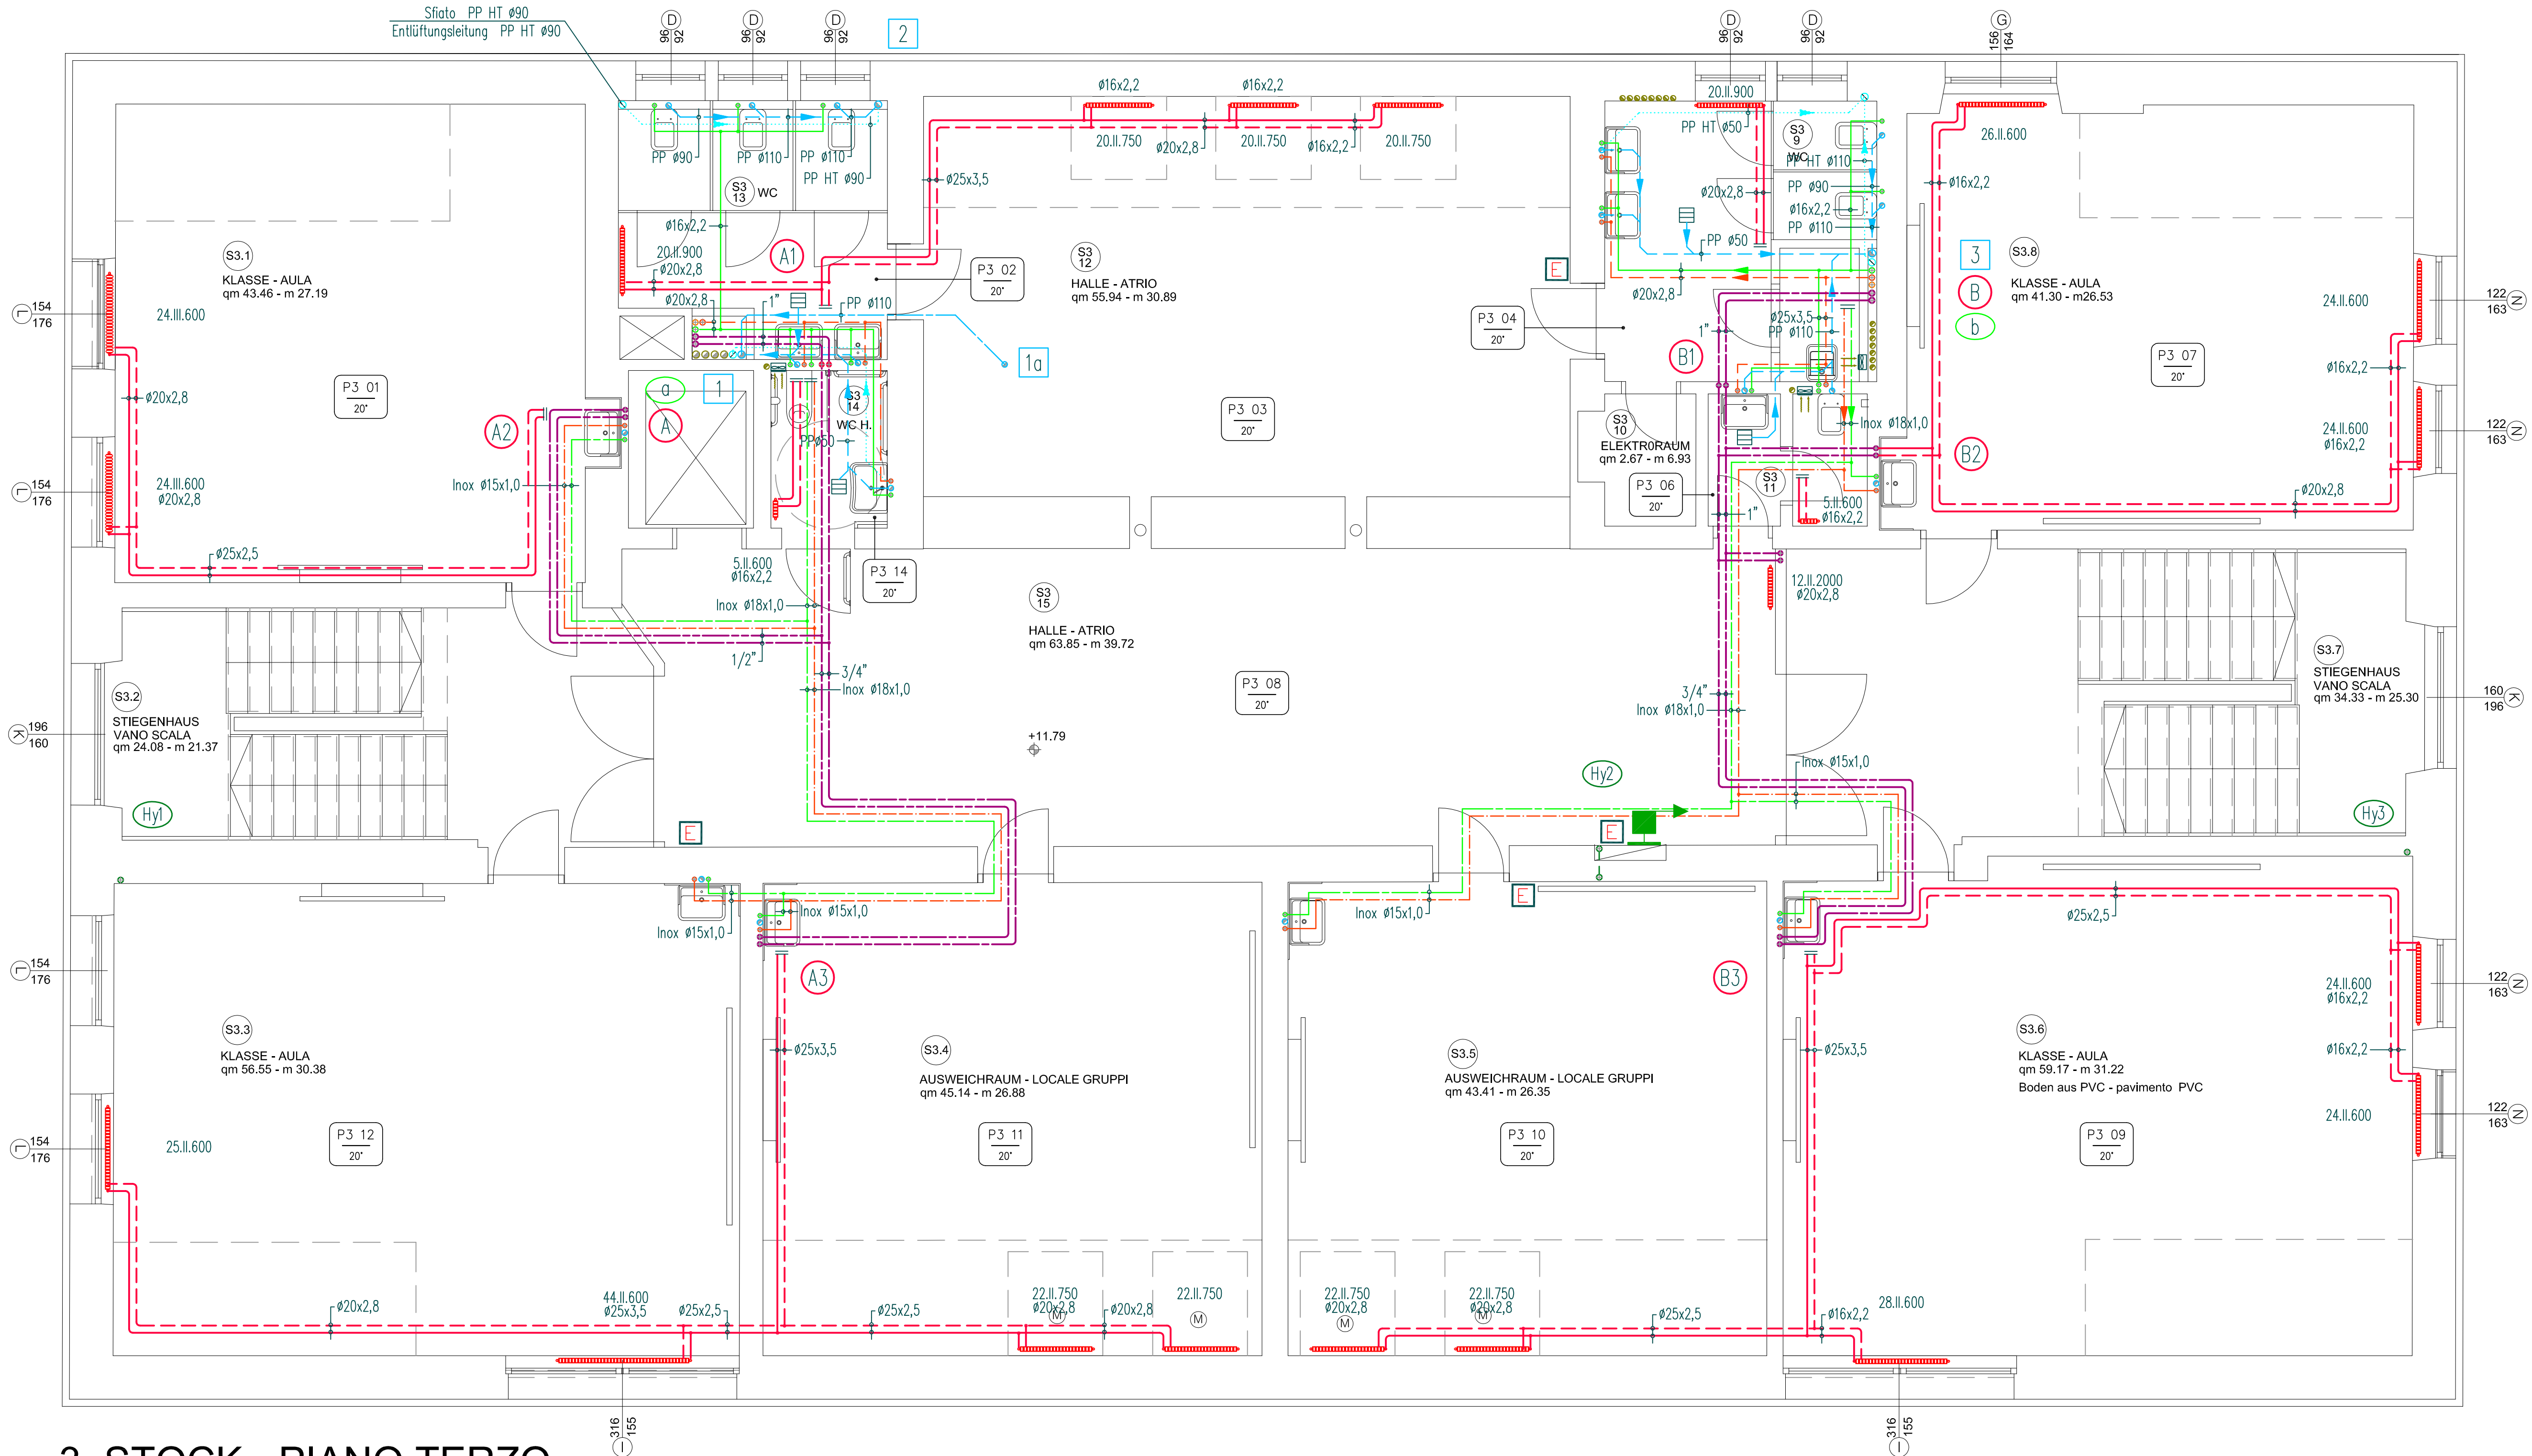 Sfiato PP HT ø90
Entlüftungsleitung PP HT ø90
D
96
92
D
96
92
D
96
92
2
D
96
92
D
96
92
G
156
164
PP ø90
PP ø110
PP ø110
PP HT ø90
S3
13
WC
ø16x2,2
20.II.900
ø20x2,8
A1
ø20x2,8
1"
PP ø110
ø25x3,5
ø16x2,2
ø16x2,2
20.II.750
ø20x2,8
20.II.750
ø16x2,2
20.II.750
S3
12
HALLE - ATRIO
qm 55.94 - m 30.89
P3 02
20°
20.II.900
PP HT ø50
S3
9
WC
PP HT ø110
PP ø90
ø20x2,8
ø16x2,2
PP ø110
PP ø50
E
ø20x2,8
ø25x3,5
PP ø110
1"
B1
P3 04
20°
26.II.600
ø16x2,2
3
B
b
S3.8
KLASSE - AULA
qm 41.30 - m26.53
24.II.600
P3 07
20°
ø16x2,2
24.II.600
ø16x2,2
ø20x2,8
N
122
163
N
122
163
S3.1
KLASSE - AULA
qm 43.46 - m 27.19
24.III.600
L
154
176
P3 01
20°
ø20x2,8
24.III.600
ø20x2,8
L
154
176
ø25x2,5
A2
Inox ø15x1,0
a
1
A
S3
14
WC H.
PPø50
1a
P3 03
20°
S3
10
ELEKTR0RAUM
qm 2.67 - m 6.93
P3 06
20°
S3
11
Inox ø18x1,0
B2
1"
5.II.600
ø16x2,2
5.II.600
ø16x2,2
P3 14
20°
Inox ø18x1,0
S3
15
HALLE - ATRIO
qm 63.85 - m 39.72
12.II.2000
ø20x2,8
1/2"
3/4"
Inox ø18x1,0
P3 08
20°
+11.79
3/4"
Inox ø18x1,0
S3.2
STIEGENHAUS
VANO SCALA
qm 24.08 - m 21.37
K
196
160
Hy1
S3.7
STIEGENHAUS
VANO SCALA
qm 34.33 - m 25.30
K
160
196
Hy2
Inox ø15x1,0
Hy3
E
E
E
Inox ø15x1,0
Inox ø15x1,0
Inox ø15x1,0
ø25x2,5
A3
B3
L
154
176
N
122
163
24.II.600
ø16x2,2
S3.3
KLASSE - AULA
qm 56.55 - m 30.38
ø25x3,5
S3.4
AUSWEICHRAUM - LOCALE GRUPPI
qm 45.14 - m 26.88
S3.5
AUSWEICHRAUM - LOCALE GRUPPI
qm 43.41 - m 26.35
ø25x3,5
S3.6
KLASSE - AULA
qm 59.17 - m 31.22
Boden aus PVC - pavimento PVC
ø16x2,2
24.II.600
N
122
163
L
154
176
25.II.600
P3 12
20°
P3 11
20°
P3 10
20°
P3 09
20°
ø20x2,8
44.II.600
ø25x3,5
ø25x2,5
ø25x2,5
22.II.750
ø20x2,8
M
ø20x2,8
22.II.750
M
22.II.750
ø20x2,8
M
22.II.750
ø20x2,8
M
ø25x2,5
ø16x2,2
28.II.600
316
155
I
316
155
I